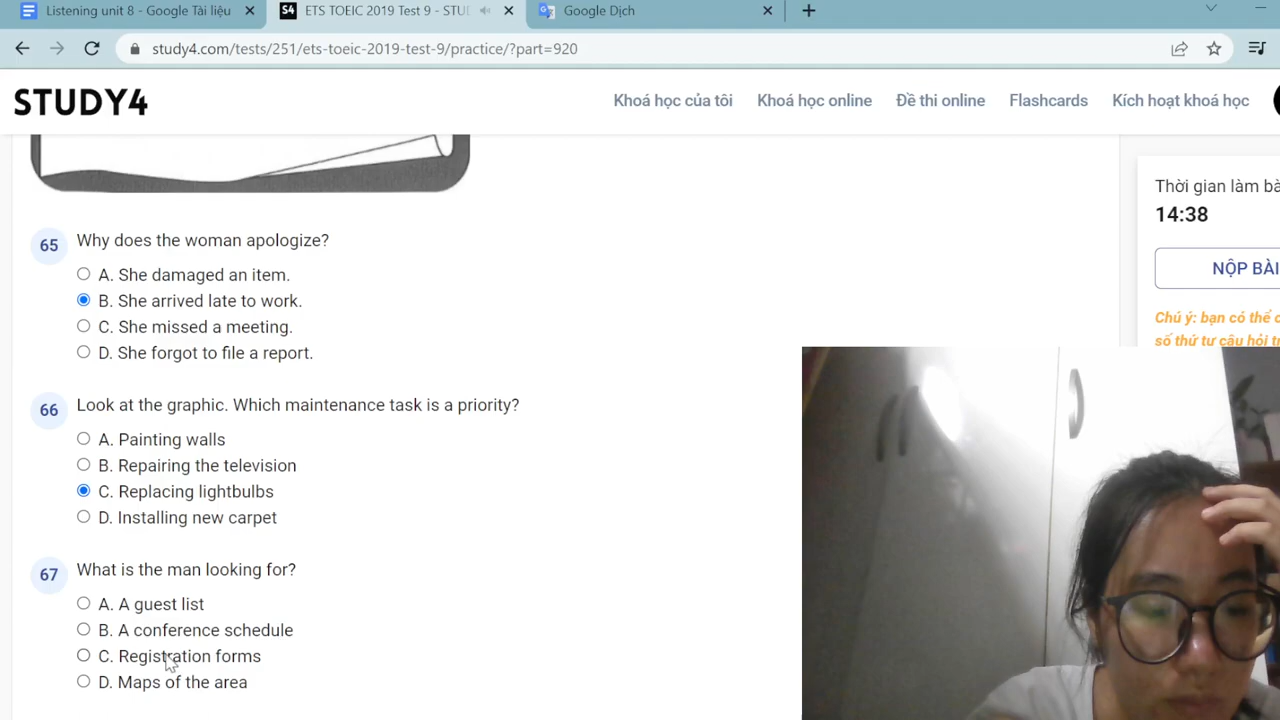 Listening unit 8 - Google Tài liệu
S4 ETS TOEIC 2019 Test 9 - STU
Google Dịch
study4.com/tests/251/ets-toeic-2019-test-9/practice/?part=920
STUDY4
Khoá học của tôi
Khoá học online
Đề thi online
Flashcards
Kích hoạt khoá học
65 Why does the woman apologize?
A. She damaged an item.
B. She arrived late to work.
C. She missed a meeting.
D. She forgot to file a report.
66 Look at the graphic. Which maintenance task is a priority?
A. Painting walls
B. Repairing the television
C. Replacing lightbulbs
D. Installing new carpet
67 What is the man looking for?
A. A guest list
B. A conference schedule
C. Registration forms
D. Maps of the area
Thời gian làm bà
14:38
NỘP BÀI
Chú ý: bạn có thể c
số thứ tự câu hỏi tr